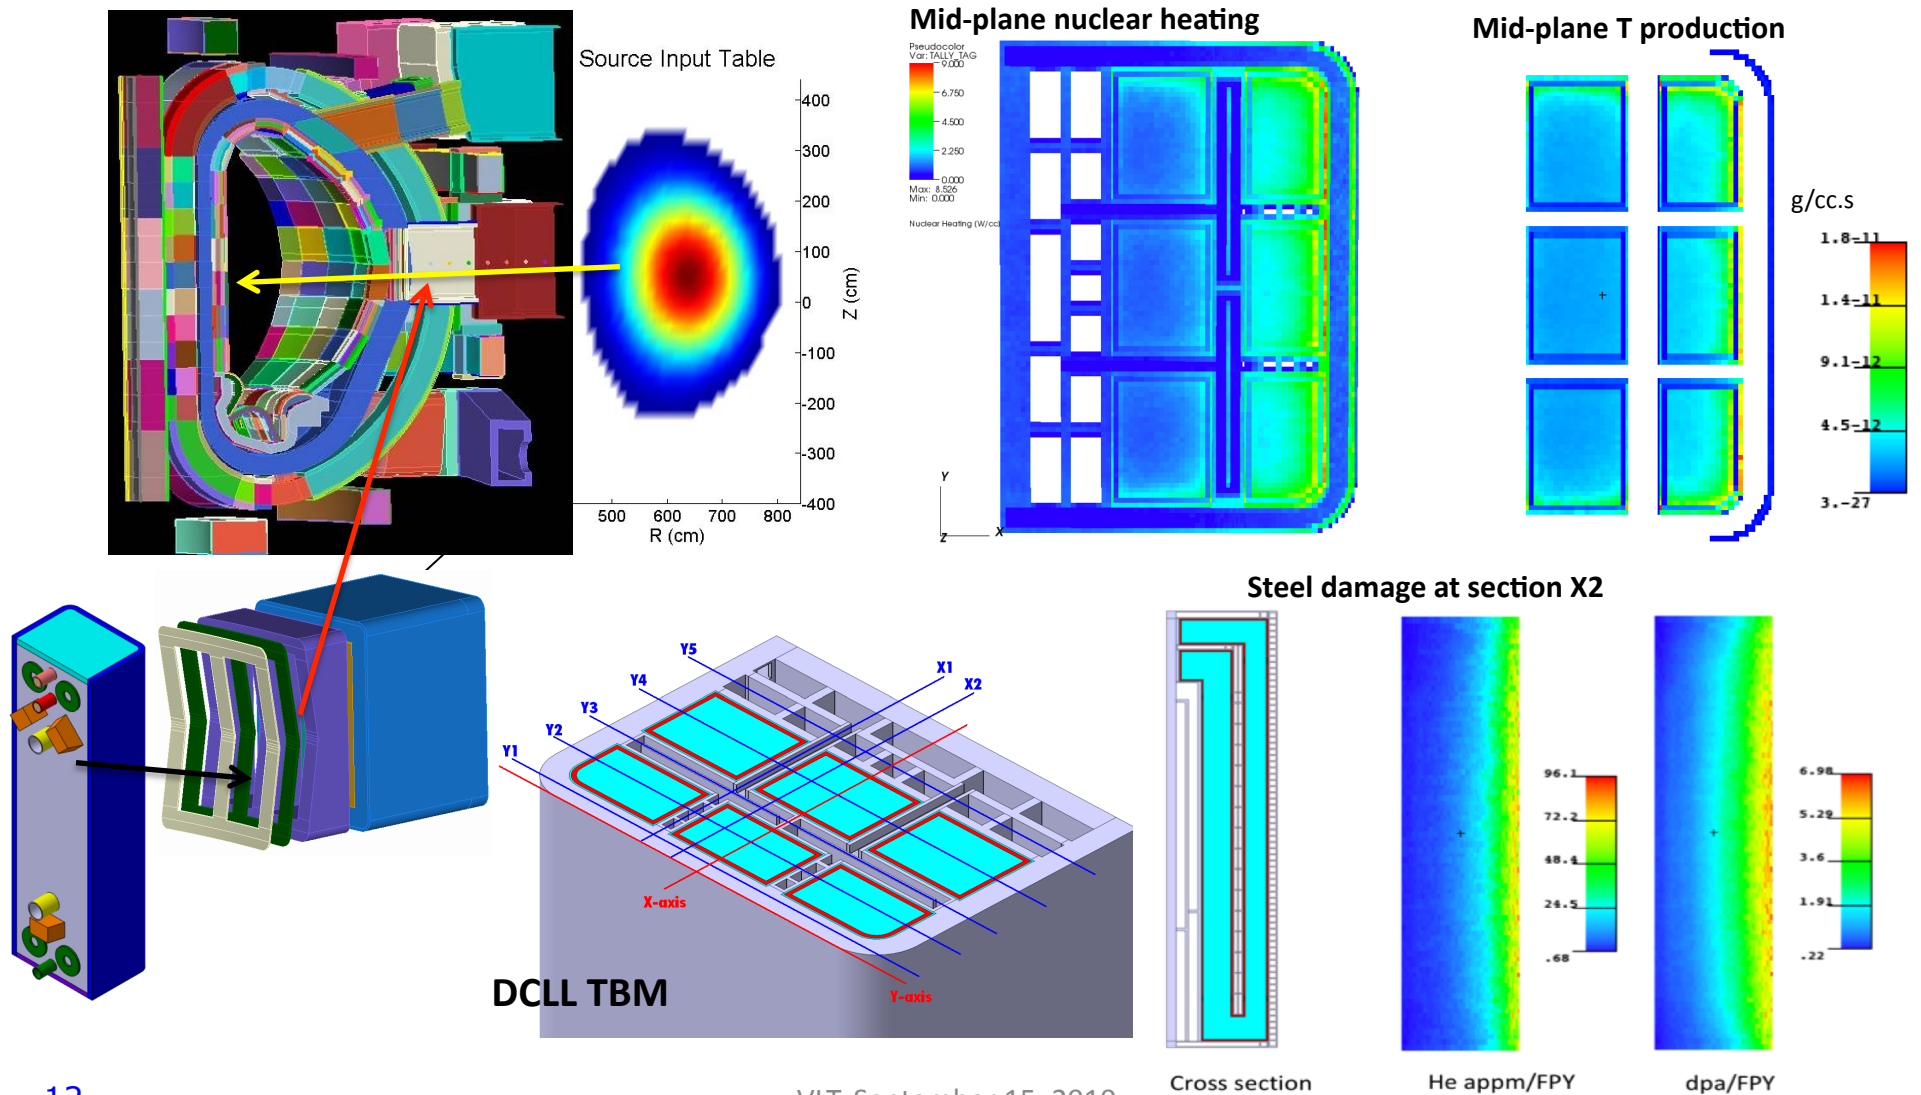 Mid-plane nuclear heating
Mid-plane T production
Source Input Table
400
300
200
100
0
-100
-200
-300
-400
Z (cm)
500 600 700 800
R (cm)
Pseudocolor
Var: TALLY_TAG
9.000
6.750
4.500
2.250
0.000
Max: 8.526
Min: 0.000
Nuclear Heating (W/cc)
Y
Z
X
g/cc.s
1.8-11
1.4-11
9.1-12
4.5-12
3.-27
Steel damage at section X2
Y5
Y4
Y3
Y2
Y1
X1
X2
X-axis
Y-axis
DCLL TBM
96.1
72.2
48.4
24.5
.68
6.98
5.29
3.6
1.91
.22
Cross section
He appm/FPY
dpa/FPY
12
VLT, September 15, 2010